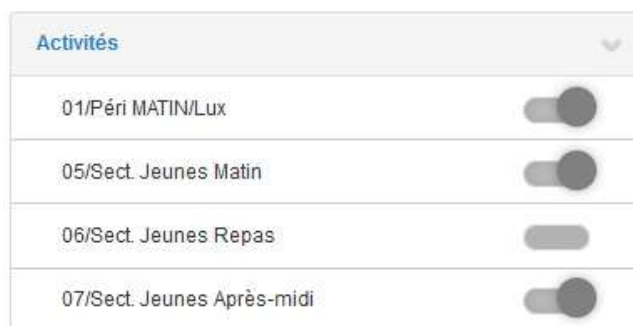 Activités
01/Péri MATIN/Lux
05/Sect. Jeunes Matin
06/Sect. Jeunes Repas
07/Sect. Jeunes Après-midi